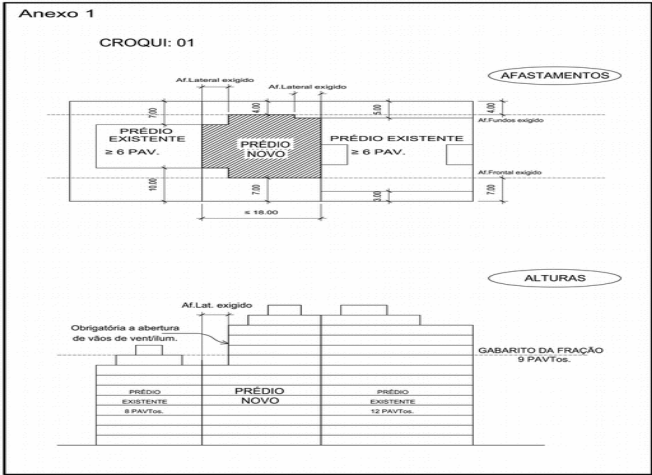 Anexo 1
CROQUI: 01
AFASTAMENTOS
Af.Lateral exigido
Af.Lateral exigido
7.00
4.00
5.00
4.00
Af.Fundos exigido
PRÉDIO
EXISTENTE
≥ 6 PAV.
PRÉDIO
NOVO
PRÉDIO EXISTENTE
≥ 6 PAV.
Af.Frontal exigido
10.00
7.00
3.00
7.00
≤ 18.00
ALTURAS
Af.Lat. exigido
Obrigatória a abertura
de vãos de vent/ilum.
GABARITO DA FRAÇÃO
9 PAVTos.
PRÉDIO
EXISTENTE
8 PAVTos.
PRÉDIO
NOVO
PRÉDIO
EXISTENTE
12 PAVTos.